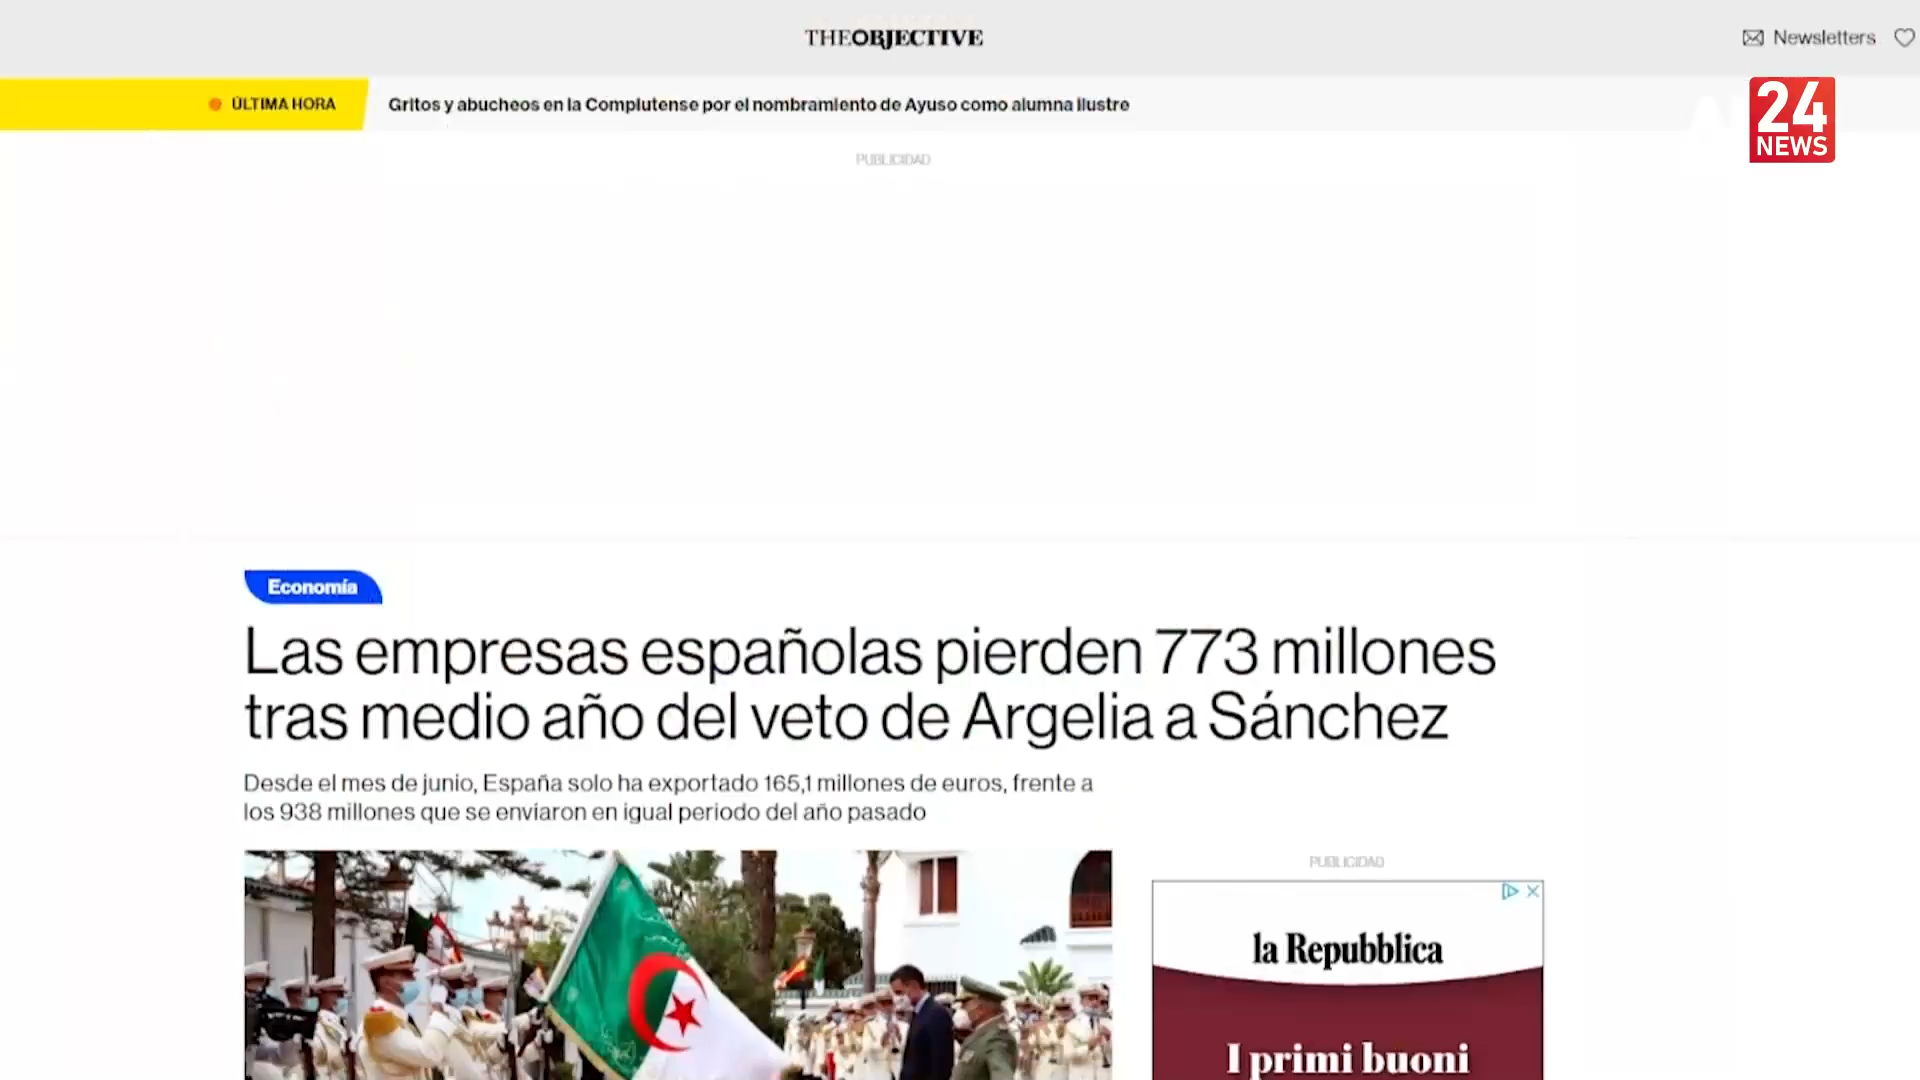 THEOBJECTIVE
Newsletters
ÚLTIMA HORA
Gritos y abucheos en la Complutense por el nombramiento de Ayuso como alumna ilustre
24
NEWS
PUBLICIDAD
Economía
Las empresas españolas pierden 773 millones
tras medio año del veto de Argelia a Sánchez
Desde el mes de junio, España solo ha exportado 165,1 millones de euros, frente a
los 938 millones que se enviaron en igual periodo del año pasado
PUBLICIDAD
la Repubblica
I primi buoni